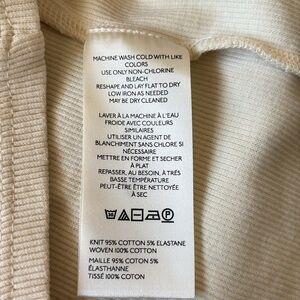 MACHINE WASH COLD WITH LIKE
COLORS
USE ONLY NON-CHLORINE
BLEACH
RESHAPE AND LAY FLAT TO DRY
LOW IRON AS NEEDED
MAY BE DRY CLEANED
LAVER À LA MACHINE À L'EAU
FROIDE AVEC COULEURS
SIMILAIRES
UTILISER UN AGENT DE
BLANCHIMENT SANS CHLORE SI
NÉCESSAIRE
METTRE EN FORME ET SECHER
À PLAT
REPASSER, AU BESOIN, À TRÈS
BASSE TEMPÉRATURE
PEUT-ÊTRE ÊTRE NETTOYÉE
À SEC
KNIT 95% COTTON 5% ELASTANE
WOVEN 100% COTTON
MAILLE 95% COTON 5%
ÉLASTHANNE
TISSÉ 100% COTON